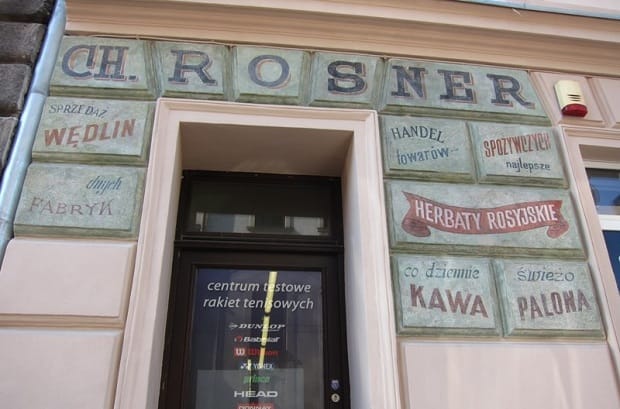 CH. ROSNER
SPRZEDAŻ
WĘDLIN
HANDEL
towarów
SPOŻYWCZYCH
najlepsze
FABRYK
HERBATY ROSYJSKIE
co dziennie
KAWA
świeżo
PALONA
centrum testowe
rakiet tenisowych
DUNLOP
Babolat
Wilson
YONEX
prince
HEAD
DONNAY